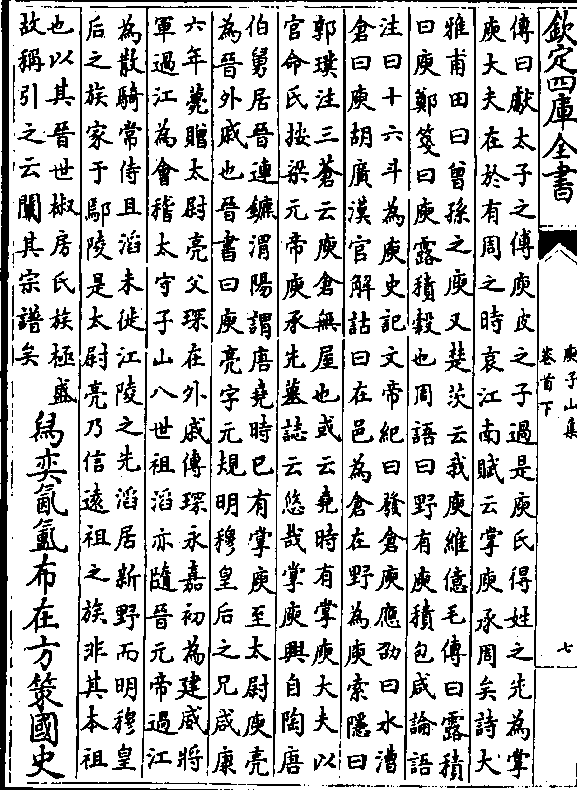 欽定四庫全書
庾子山集
卷首下
七
傳曰獻太子之傅庾皮之子過是庾氏得姓之先為掌
庾大夫在於有周之時哀江南賦云掌庾承周矣詩大
雅甫田曰曾孫之庾又楚茨云我庾維億毛傳曰露積
曰庾鄭箋曰庾露積穀也周語曰野有庾積包咸論語
注曰十六斗為庾史記文帝紀曰發倉庾應劭曰水漕
倉曰庾胡廣漢官解詁曰在邑為倉在野為庾索隱曰
郭璞注三蒼云庾倉無屋也或云堯時有掌庾大夫以
官命氏按梁元帝庾承先墓誌云悠哉掌庾興自陶唐
伯舅居晉連鑣渭陽謂唐堯時已有掌庾至太尉庾亮
為晉外戚也晉書曰庾亮字元規明穆皇后之兄咸康
六年薨贈太尉亮父琛在外戚傳琛永嘉初為建威將
軍過江為會稽太守子山八世祖滔亦隨晉元帝過江
為散騎常侍且滔未徙江陵之先滔居新野而明穆皇
后之族家于鄢陵是太尉亮乃信遠祖之族非其本祖
也以其晉世椒房氏族極盛
故稱引之云闡其宗譜矣
舄奕氤氳布在方策國史